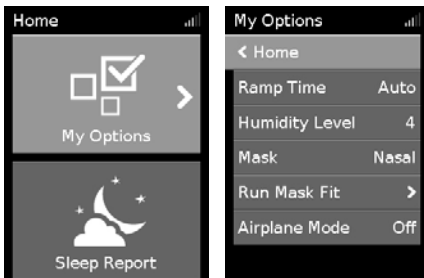 Home
My Options
Sleep Report
My Options
< Home
Ramp Time Auto
Humidity Level 4
Mask Nasal
Run Mask Fit >
Airplane Mode Off